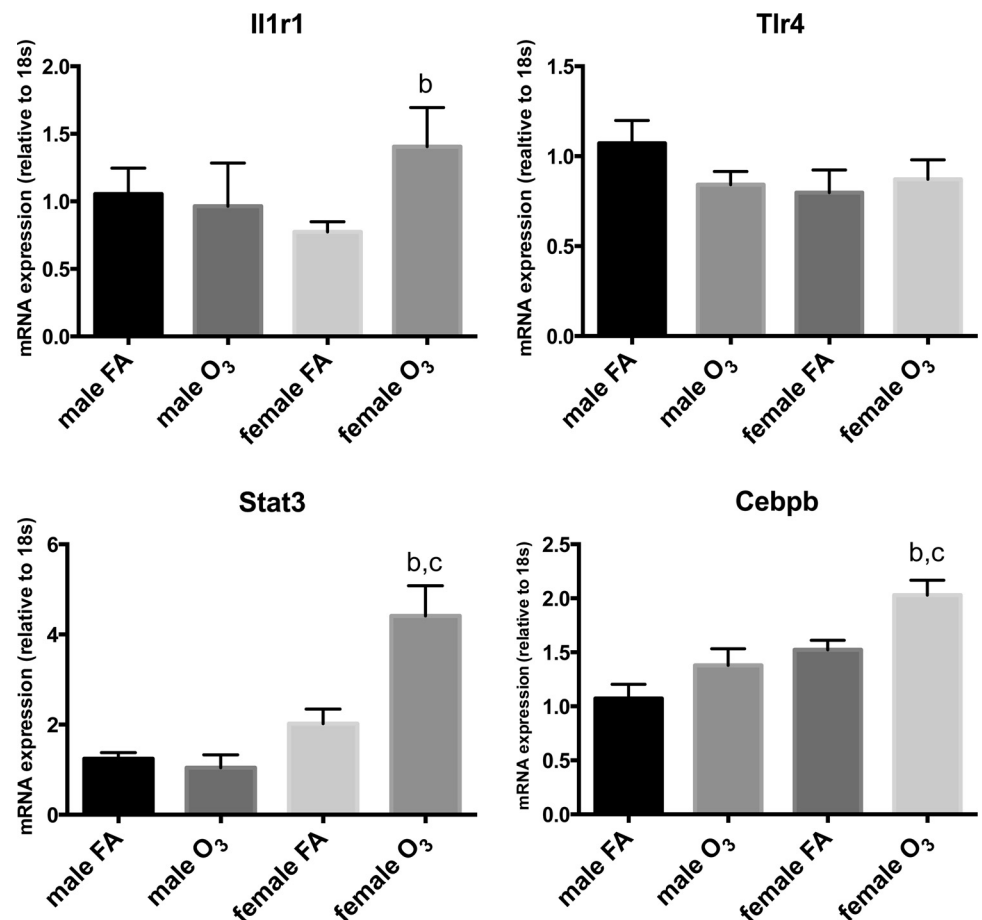 Il1r1
mRNA expression (relative to 18s)
2.0
1.5
1.0
0.5
0.0
b
male FA
male O3
female FA
female O3
Tlr4
mRNA expression (realtive to 18s)
1.5
1.0
0.5
0.0
male FA
male O3
female FA
female O3
Stat3
mRNA expression (relative to 18s)
6
4
2
0
b,c
male FA
male O3
female FA
female O3
Cebpb
mRNA expression (relative to 18s)
2.5
2.0
1.5
1.0
0.5
0.0
b,c
male FA
male O3
female FA
female O3